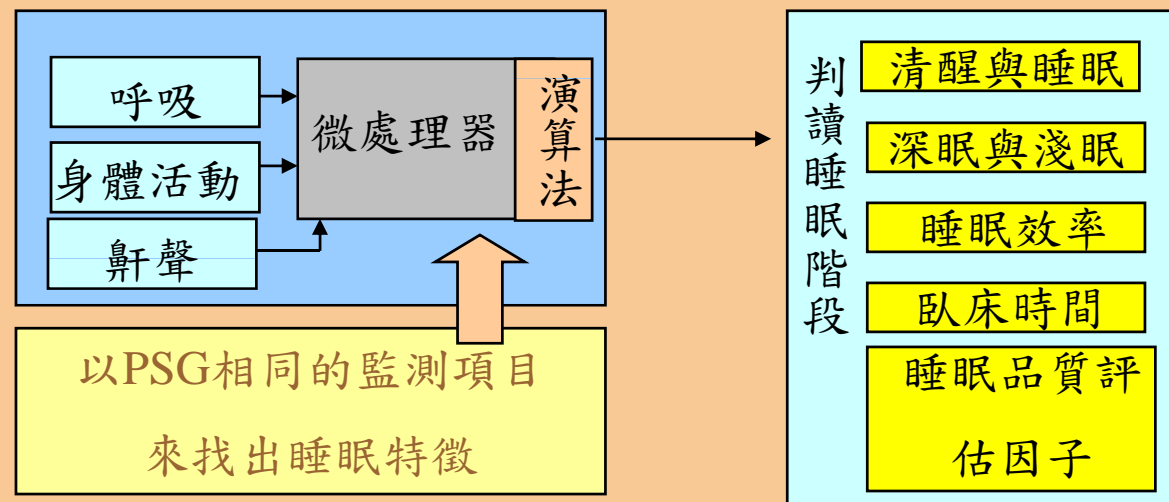 呼吸
身體活動
鼾聲
微處理器
演算法
以PSG相同的監測項目
來找出睡眠特徵
判讀睡眠階段
清醒與睡眠
深眠與淺眠
睡眠效率
臥床時間
睡眠品質評
估因子